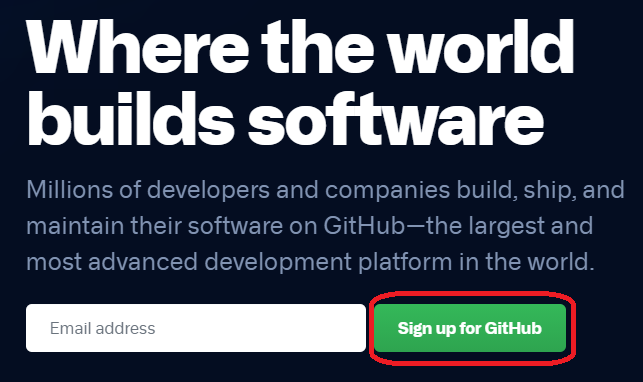 Where the world
builds software
Millions of developers and companies build, ship, and
maintain their software on GitHub—the largest and
most advanced development platform in the world.
Email address
Sign up for GitHub